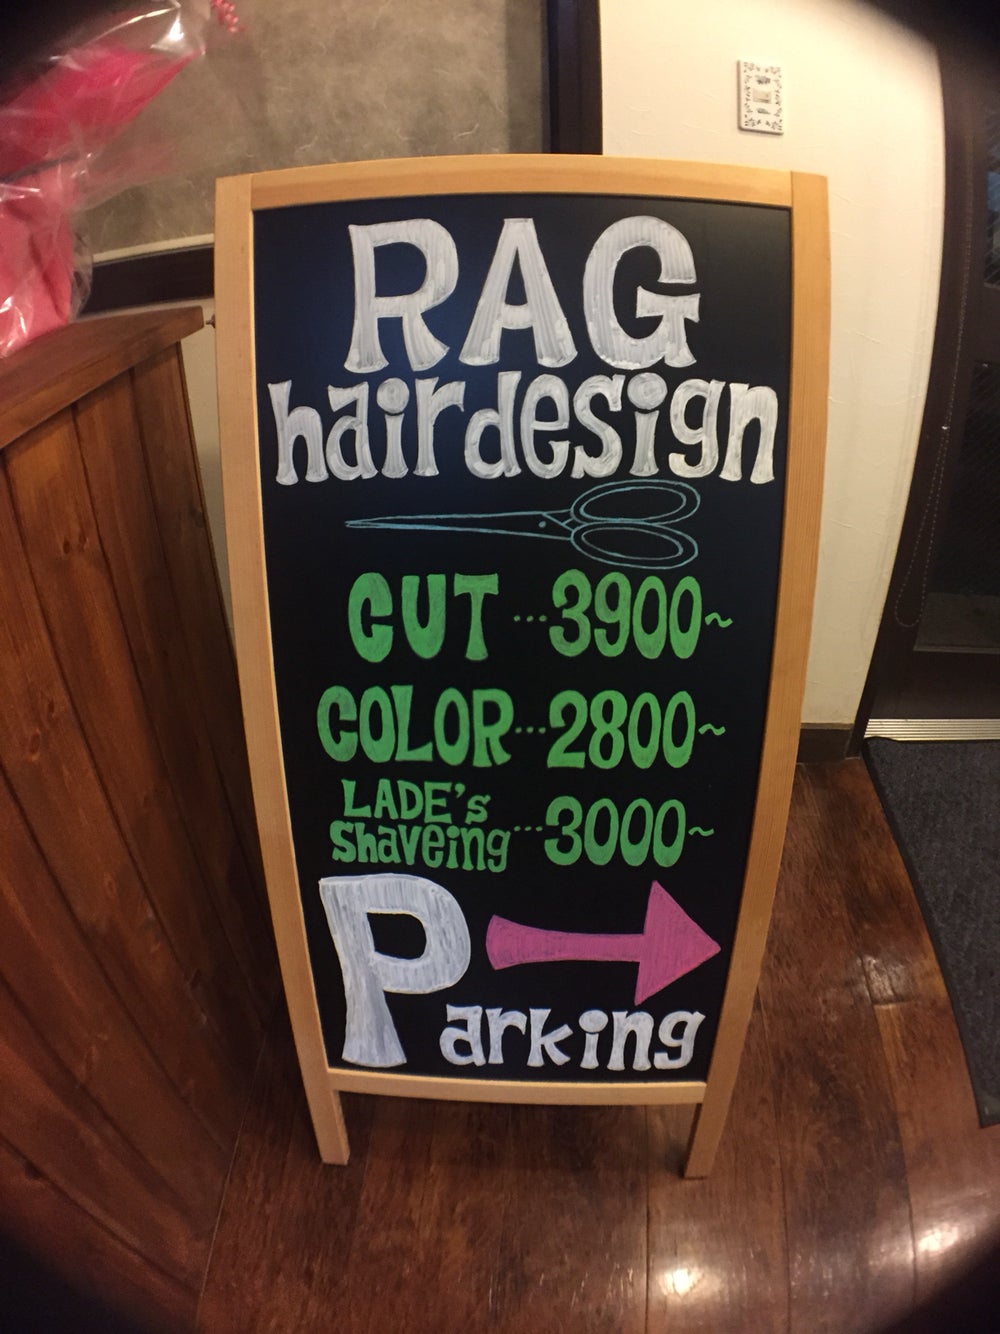 RAG
hairdesign
CUT…3900~
COLOR…2800~
LADE's
Shaveing…3000~
Parking